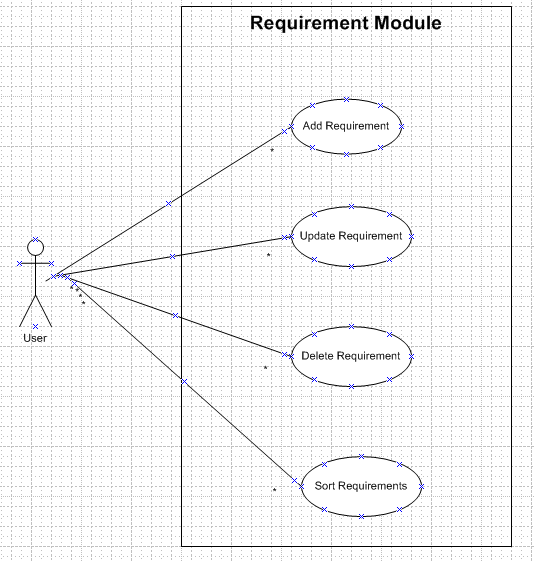 Requirement Module
Add Requirement
*
Update Requirement
*
* *
*
*
User
Delete Requirement
*
Sort Requirements
*